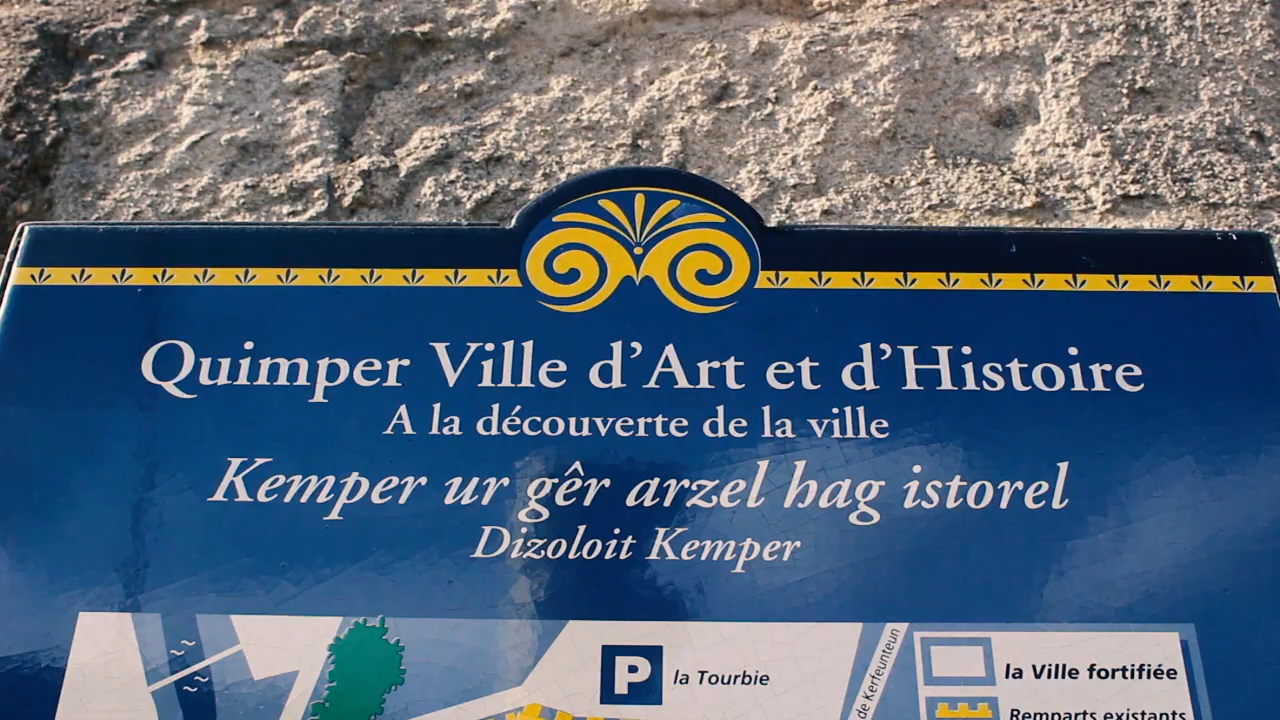 Quimper Ville d'Art et d'Histoire
A la découverte de la ville
Kemper ur gêr arzel hag istorel
Dizoloit Kemper
P la Tourbie
de Kerfeunteun
la Ville fortifiée
Remparts existants